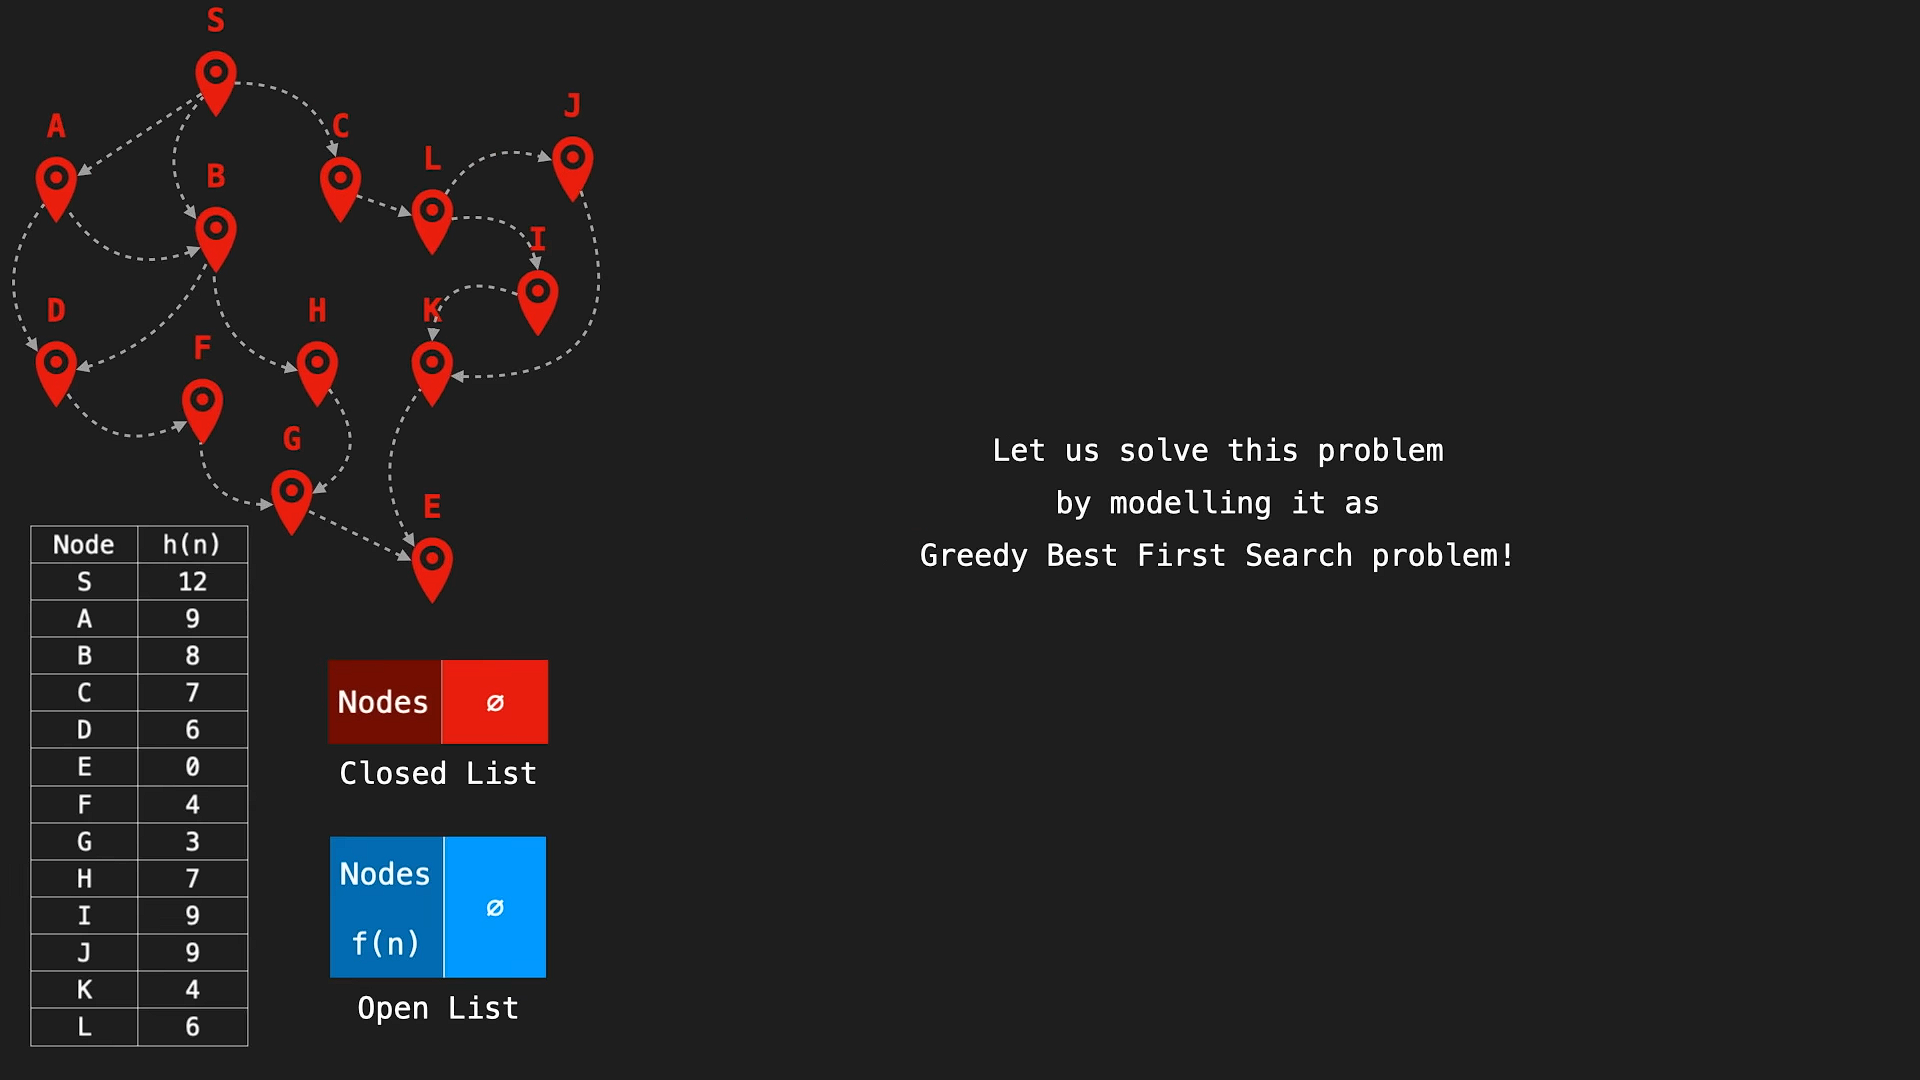 S
J
A
C
L
B
I
D
H
K
F
G
E
Let us solve this problem
by modelling it as
Greedy Best First Search problem!
Node h(n)
S 12
A 9
B 8
C 7
D 6
E 0
F 4
G 3
H 7
I 9
J 9
K 4
L 6
Nodes ∅
Closed List
Nodes
f(n)
∅
Open List